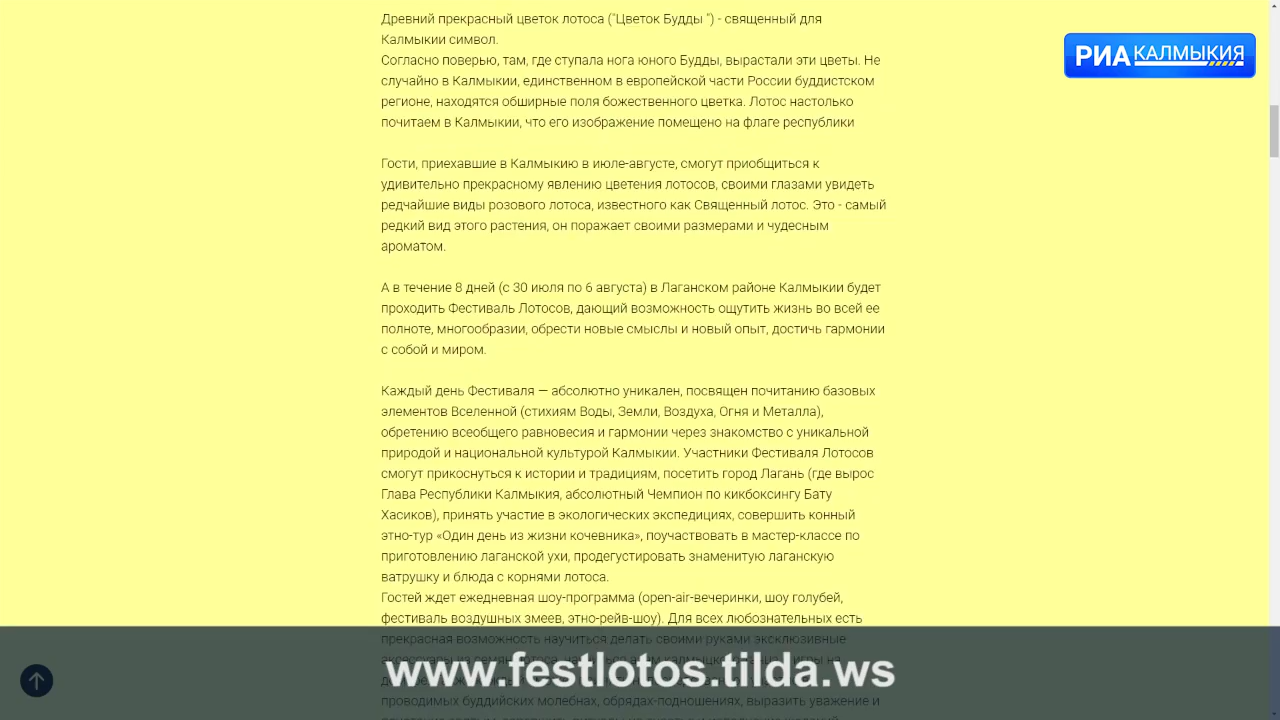 Древний прекрасный цветок лотоса ("Цветок Будды ") - священный для
Калмыкии символ.
РИА КАЛМЫКИЯ
Согласно поверью, там, где ступала нога юного Будды, вырастали эти цветы. Не
случайно в Калмыкии, единственном в европейской части России буддистском
регионе, находятся обширные поля божественного цветка. Лотос настолько
почитаем в Калмыкии, что его изображение помещено на флаге республики
Гости, приехавшие в Калмыкию в июле-августе, смогут приобщиться к
удивительно прекрасному явлению цветения лотосов, своими глазами увидеть
редчайшие виды розового лотоса, известного как Священный лотос. Это - самый
редкий вид этого растения, он поражает своими размерами и чудесным
ароматом.
А в течение 8 дней (с 30 июля по 6 августа) в Лаганском районе Калмыкии будет
проходить Фестиваль Лотосов, дающий возможность ощутить жизнь во всей ее
полноте, многообразии, обрести новые смыслы и новый опыт, достичь гармонии
с собой и миром.
Каждый день Фестиваля — абсолютно уникален, посвящен почитанию базовых
элементов Вселенной (стихиям Воды, Земли, Воздуха, Огня и Металла),
обретению всеобщего равновесия и гармонии через знакомство с уникальной
природой и национальной культурой Калмыкии. Участники Фестиваля Лотосов
смогут прикоснуться к истории и традициям, посетить город Лагань (где вырос
Глава Республики Калмыкия, абсолютный Чемпион по кикбоксингу Бату
Хасиков), принять участие в экологических экспедициях, совершить конный
этно-тур «Один день из жизни кочевника», поучаствовать в мастер-классе по
приготовлению лаганской ухи, продегустировать знаменитую лаганскую
ватрушку и блюда с корнями лотоса.
Гостей ждет ежедневная шоу-программа (open-air-вечеринки, шоу голубей,
фестиваль воздушных змеев, этно-рейв-шоу). Для всех любознательных есть
прекрасная возможность научиться делать своими руками эксклюзивные
www.festlotos.tilda.ws
проводимых буддийских молебнах, обрядах-подношениях, выразить уважение и